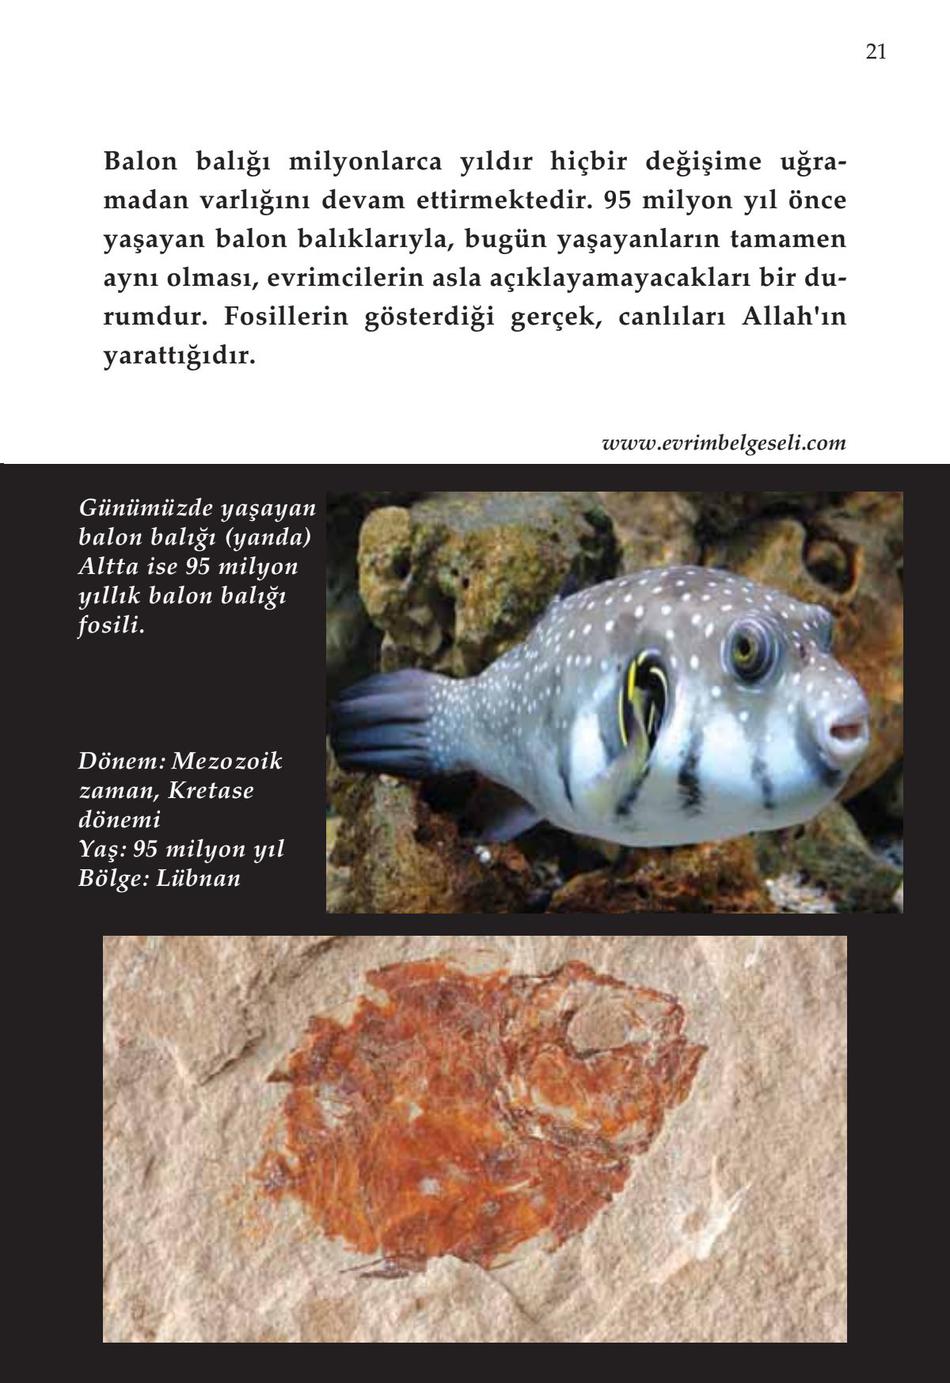 21
Balon balığı milyonlarca yıldır hiçbir değişime uğra-
madan varlığını devam ettirmektedir. 95 milyon yıl önce
yaşayan balon balıklarıyla, bugün yaşayanların tamamen
aynı olması, evrimcilerin asla açıklayamayacakları bir du-
rumdur. Fosillerin gösterdiği gerçek, canlıları Allah'ın
yarattığıdır.
www.evrimbelgeseli.com
Günümüzde yaşayan
balon balığı (yanda)
Altta ise 95 milyon
yıllık balon balığı
fosili.
Dönem: Mezozoik
zaman, Kretase
dönemi
Yaş: 95 milyon yıl
Bölge: Lübnan